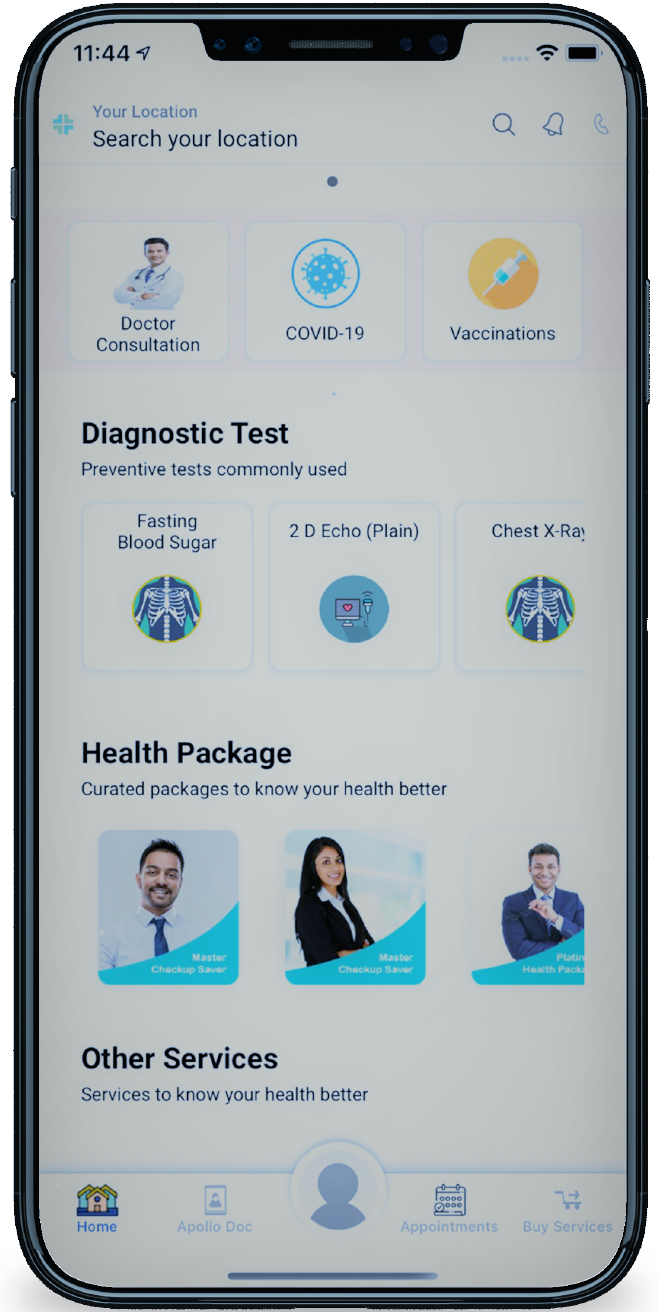 11:44
Your Location
Search your location
Doctor
Consultation
COVID-19
Vaccinations
Diagnostic Test
Preventive tests commonly used
Fasting
Blood Sugar
2 D Echo (Plain)
Chest X-Ray
Health Package
Curated packages to know your health better
Master
Checkup Saver
Master
Checkup Saver
Platin
Health Packa
Other Services
Services to know your health better
Home
Apollo Doc
Appointments
Buy Services